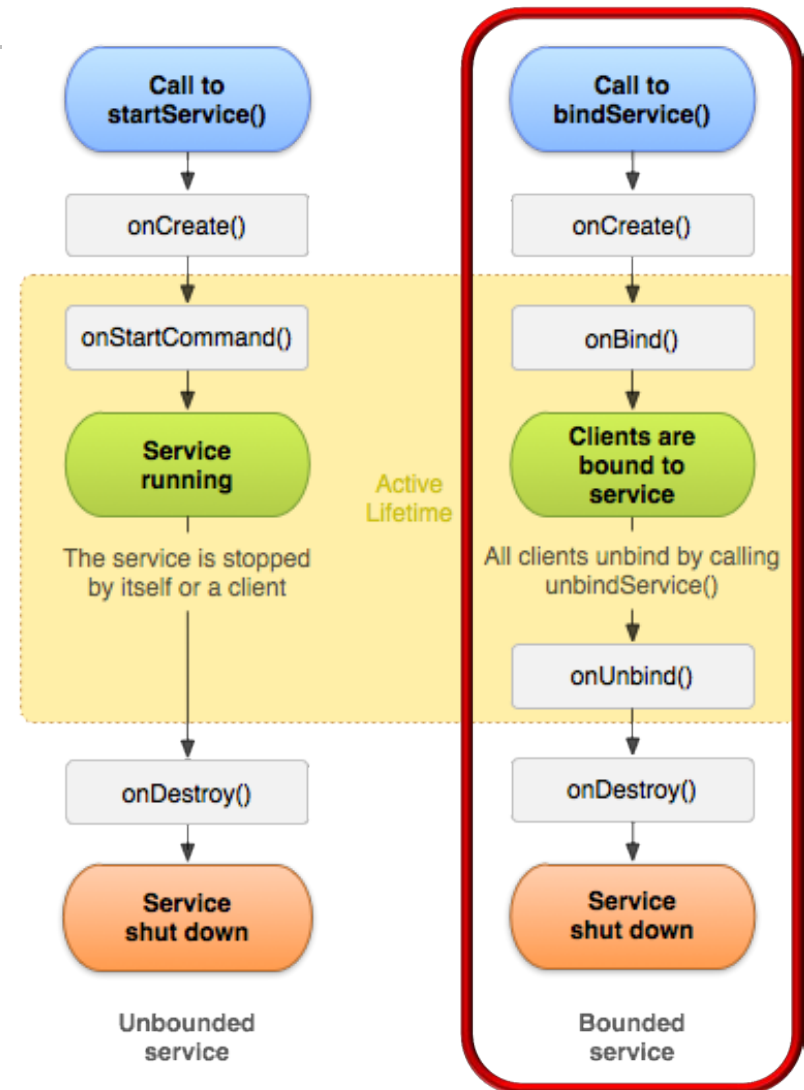 Call to
startService()
onCreate()
onStartCommand()
Service
running
The service is stopped
by itself or a client
onDestroy()
Service
shut down
Unbounded
service
Active
Lifetime
Call to
bindService()
onCreate()
onBind()
Clients are
bound to
service
All clients unbind by calling
unbindService()
onUnbind()
onDestroy()
Service
shut down
Bounded
service